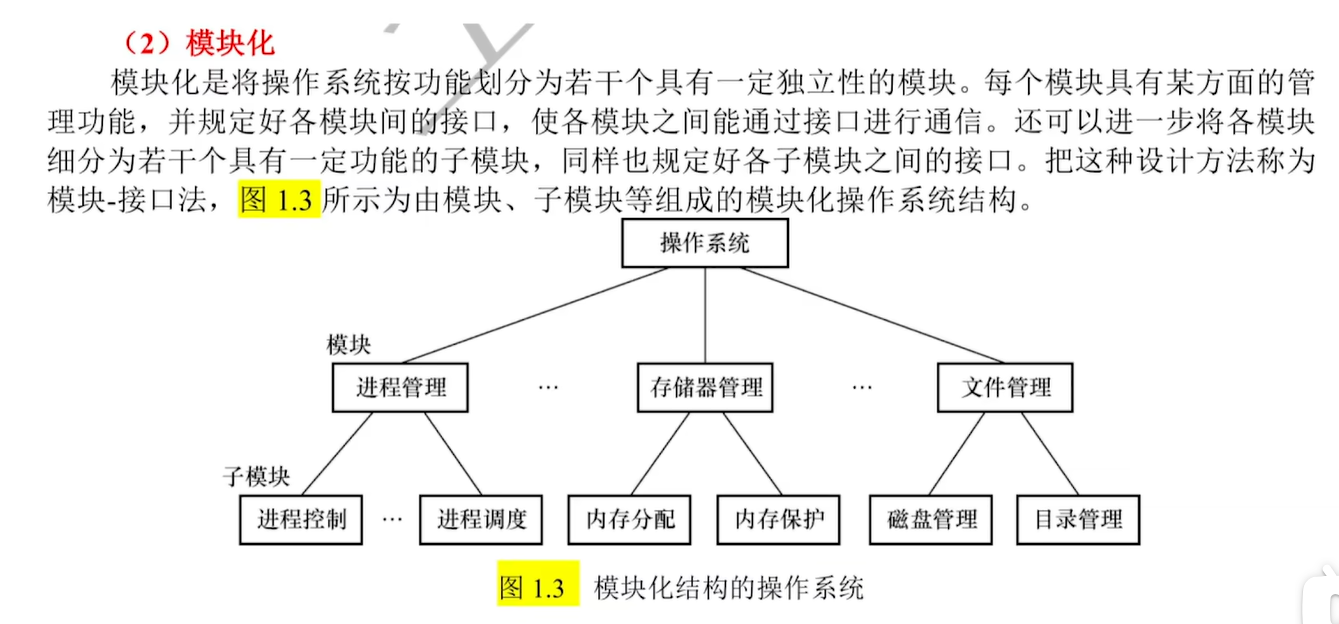 （2）模块化
模块化是将操作系统按功能划分为若干个具有一定独立性的模块。每个模块具有某方面的管
理功能，并规定好各模块间的接口，使各模块之间能通过接口进行通信。还可以进一步将各模块
细分为若干个具有一定功能的子模块，同样也规定好各子模块之间的接口。把这种设计方法称为
模块-接口法，图 1.3 所示为由模块、子模块等组成的模块化操作系统结构。
操作系统
模块
进程管理 … 存储器管理 … 文件管理
子模块
进程控制 … 进程调度 内存分配 内存保护 磁盘管理 目录管理
图 1.3 模块化结构的操作系统